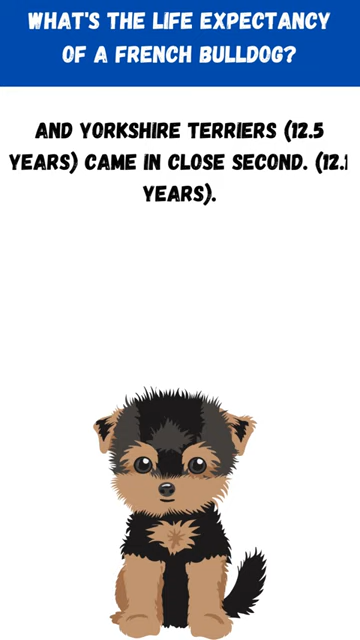 WHAT'S THE LIFE EXPECTANCY
OF A FRENCH BULLDOG?
AND YORKSHIRE TERRIERS (12.5
YEARS) CAME IN CLOSE SECOND. (12.1
YEARS).